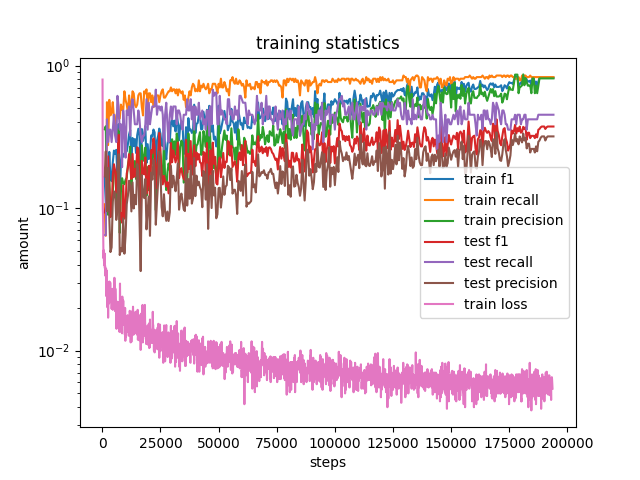 training statistics
10⁰
10⁻¹
10⁻²
amount
train f1
train recall
train precision
test f1
test recall
test precision
train loss
0 25000 50000 75000 100000 125000 150000 175000 200000
steps